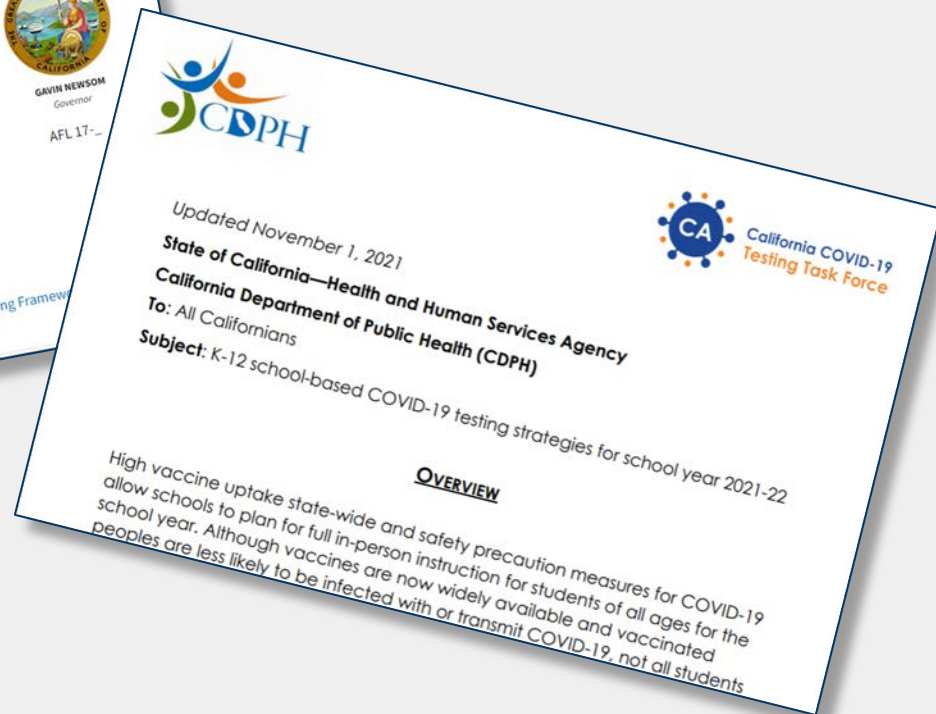 CALIFORNIA
GAVIN NEWSOM
Governor
AFL 17-_
ng Framew
CDPH
CA
California COVID-19
Testing Task Force
Updated November 1, 2021
State of California—Health and Human Services Agency
California Department of Public Health (CDPH)
To: All Californians
Subject: K-12 school-based COVID-19 testing strategies for school year 2021-22
OVERVIEW
High vaccine uptake state-wide and safety precaution measures for COVID-19
allow schools to plan for full in-person instruction for students of all ages for the
school year. Although vaccines are now widely available and vaccinated
peoples are less likely to be infected with or transmit COVID-19, not all students